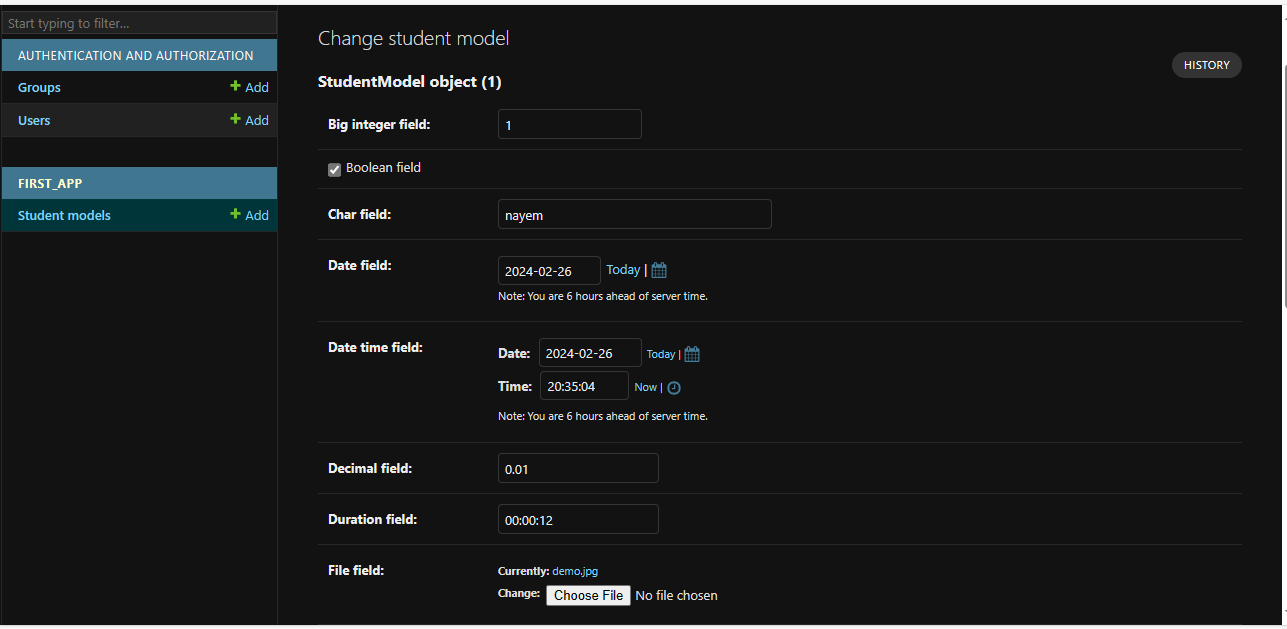 Start typing to filter...
AUTHENTICATION AND AUTHORIZATION
Groups + Add
Users + Add
FIRST_APP
Student models + Add
Change student model
HISTORY
StudentModel object (1)
Big integer field: 1
Boolean field
Char field: nayem
Date field: 2024-02-26 Today |
Note: You are 6 hours ahead of server time.
Date time field: Date: 2024-02-26 Today |
Time: 20:35:04 Now |
Note: You are 6 hours ahead of server time.
Decimal field: 0.01
Duration field: 00:00:12
File field: Currently: demo.jpg
Change: Choose File No file chosen